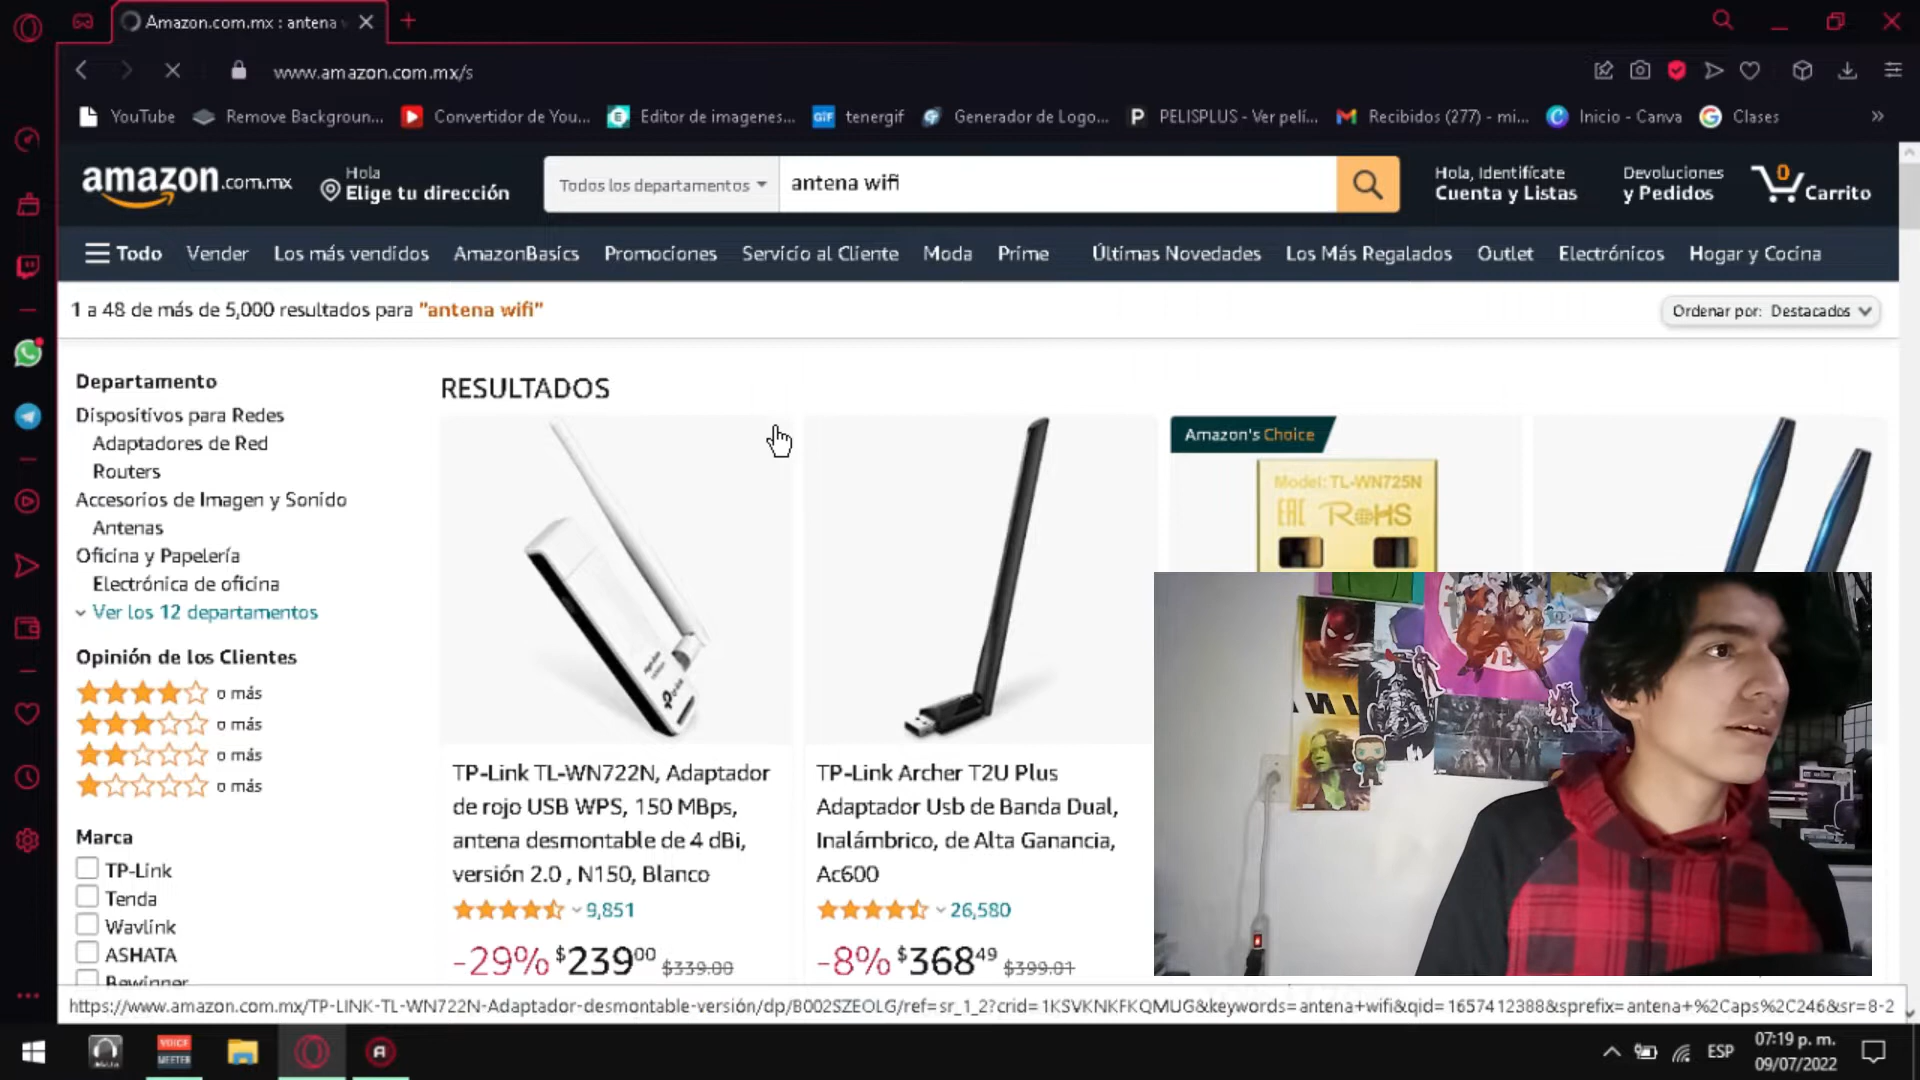 Amazon.com.mx : antena
www.amazon.com.mx/s
YouTube
Remove Backgroun...
Convertidor de You...
Editor de imagenes...
GIF
tenergif
Generador de Logo...
P
PELISPLUS - Ver pelí...
Recibidos (277) - mi...
Inicio - Canva
Clases
amazon.com.mx
Hola
Elige tu dirección
Todos los departamentos
antena wifi
Hola, Identifícate
Cuenta y Listas
Devoluciones
y Pedidos
0
Carrito
Todo
Vender
Los más vendidos
AmazonBasics
Promociones
Servicio al Cliente
Moda
Prime
Últimas Novedades
Los Más Regalados
Outlet
Electrónicos
Hogar y Cocina
1 a 48 de más de 5,000 resultados para "antena wifi"
Ordenar por: Destacados
Departamento
Dispositivos para Redes
Adaptadores de Red
Routers
Accesorios de Imagen y Sonido
Antenas
Oficina y Papelería
Electrónica de oficina
Ver los 12 departamentos
Opinión de los Clientes
o más
o más
o más
o más
Marca
TP-Link
Tenda
Wavlink
ASHATA
Bewinner
RESULTADOS
TP-Link TL-WN722N, Adaptador
de rojo USB WPS, 150 MBps,
antena desmontable de 4 dBi,
versión 2.0 , N150, Blanco
9,851
-29% $239.00 $339.00
TP-Link Archer T2U Plus
Adaptador Usb de Banda Dual,
Inalámbrico, de Alta Ganancia,
Ac600
26,580
-8% $368.49 $399.01
Amazon's Choice
Model: TL-WN725N
EAC RoHS
https://www.amazon.com.mx/TP-LINK-TL-WN722N-Adaptador-desmontable-versión/dp/B002SZEOLG/ref=sr_1_2?crid=1KSVKNKFKQMUG&keywords=antena+wifi&qid=1657412388&sprefix=antena+%2Caps%2C246&sr=8-2
VOICE
MEETER
ESP
07:19 p. m.
09/07/2022